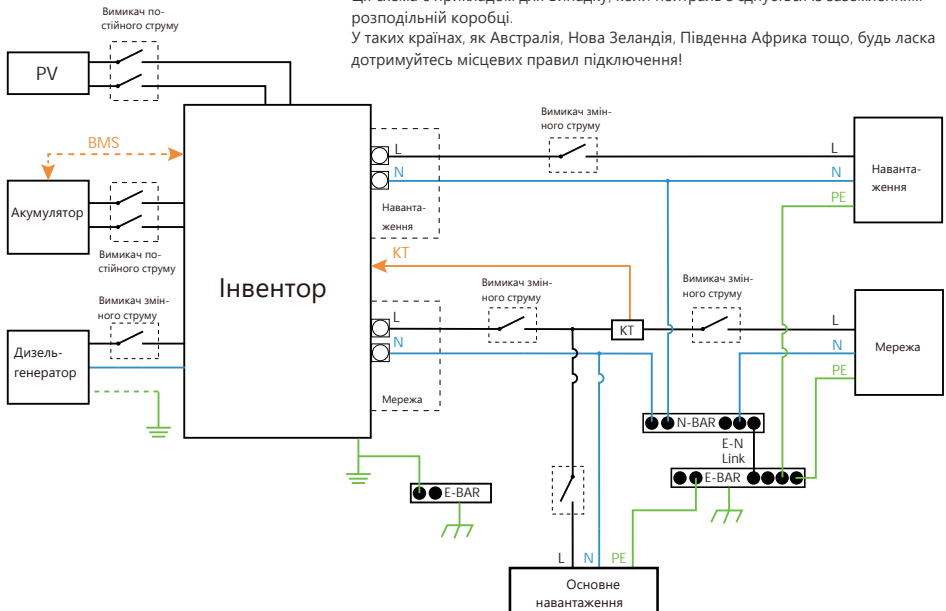 розподільній коробці.
У таких країнах, як Австралія, Нова Зеландія, Південна Африка тощо, будь ласка
дотримуйтесь місцевих правил підключення!
Вимикач по-
стійного струму
PV
BMS
Акумулятор
Вимикач по-
стійного струму
Вимикач змін-
ного струму
Дизель-
генератор
Інвентор
L
N
Наванта-
ження
КТ
L
N
Мережа
Вимикач змін-
ного струму
L
N
PE
Наванта-
ження
Вимикач змін-
ного струму
КТ
Вимикач змін-
ного струму
L
N
PE
Мережа
N-BAR
E-N
Link
E-BAR
E-BAR
L
N
PE
Основне
навантаження